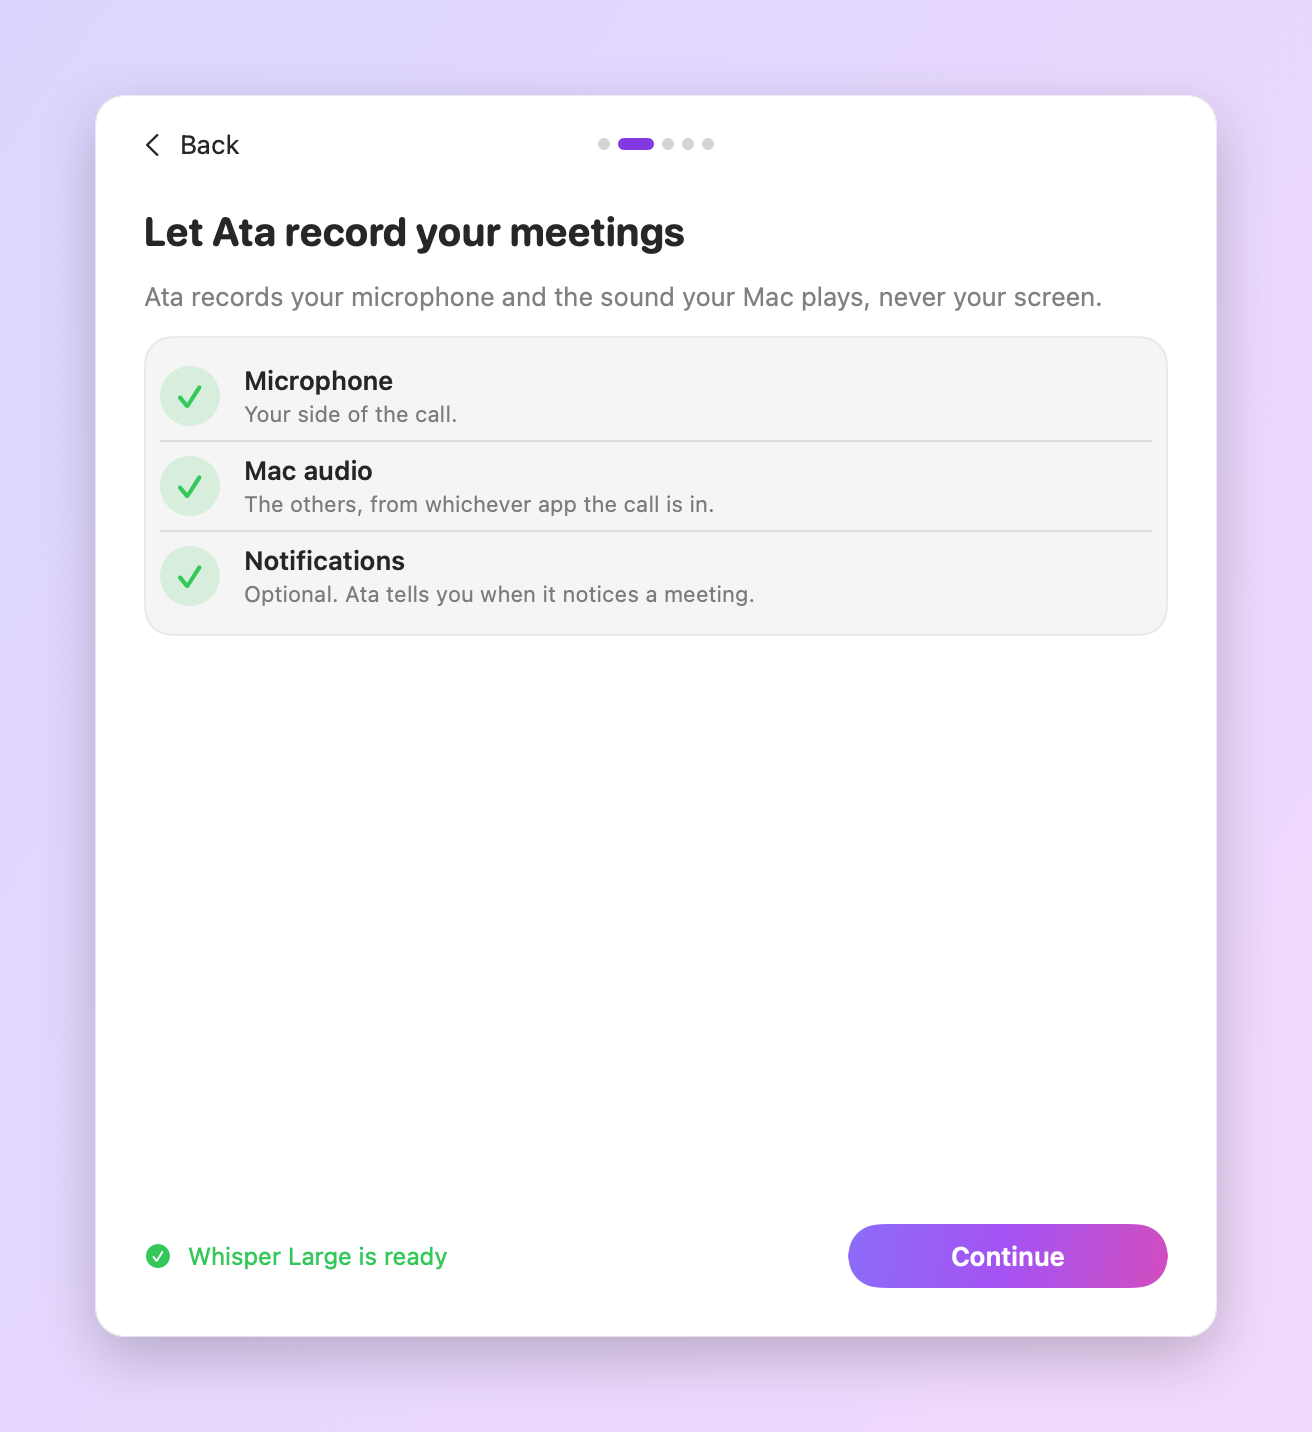 Back
Let Ata record your meetings
Ata records your microphone and the sound your Mac plays, never your screen.
Microphone
Your side of the call.
Mac audio
The others, from whichever app the call is in.
Notifications
Optional. Ata tells you when it notices a meeting.
Whisper Large is ready
Continue